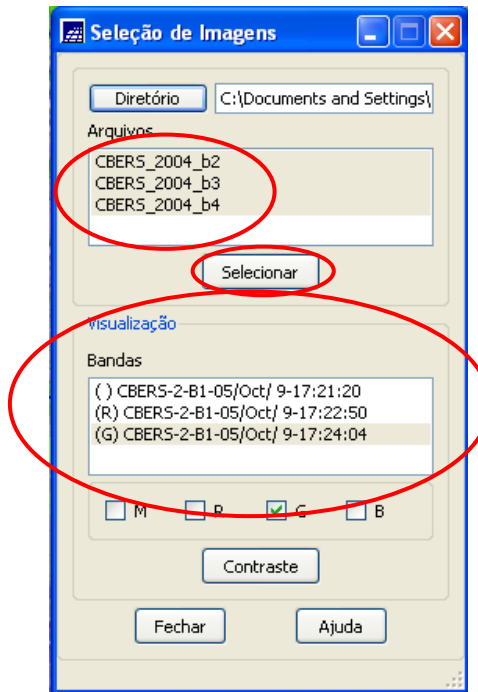 Seleção de Imagens
Diretório C:\Documents and Settings\
Arquivos
CBERS_2004_b2
CBERS_2004_b3
CBERS_2004_b4
Selecionar
Visualização
Bandas
( ) CBERS-2-B1-05/Oct/ 9-17:21:20
(R) CBERS-2-B1-05/Oct/ 9-17:22:50
(G) CBERS-2-B1-05/Oct/ 9-17:24:04
M R G B
Contraste
Fechar Ajuda